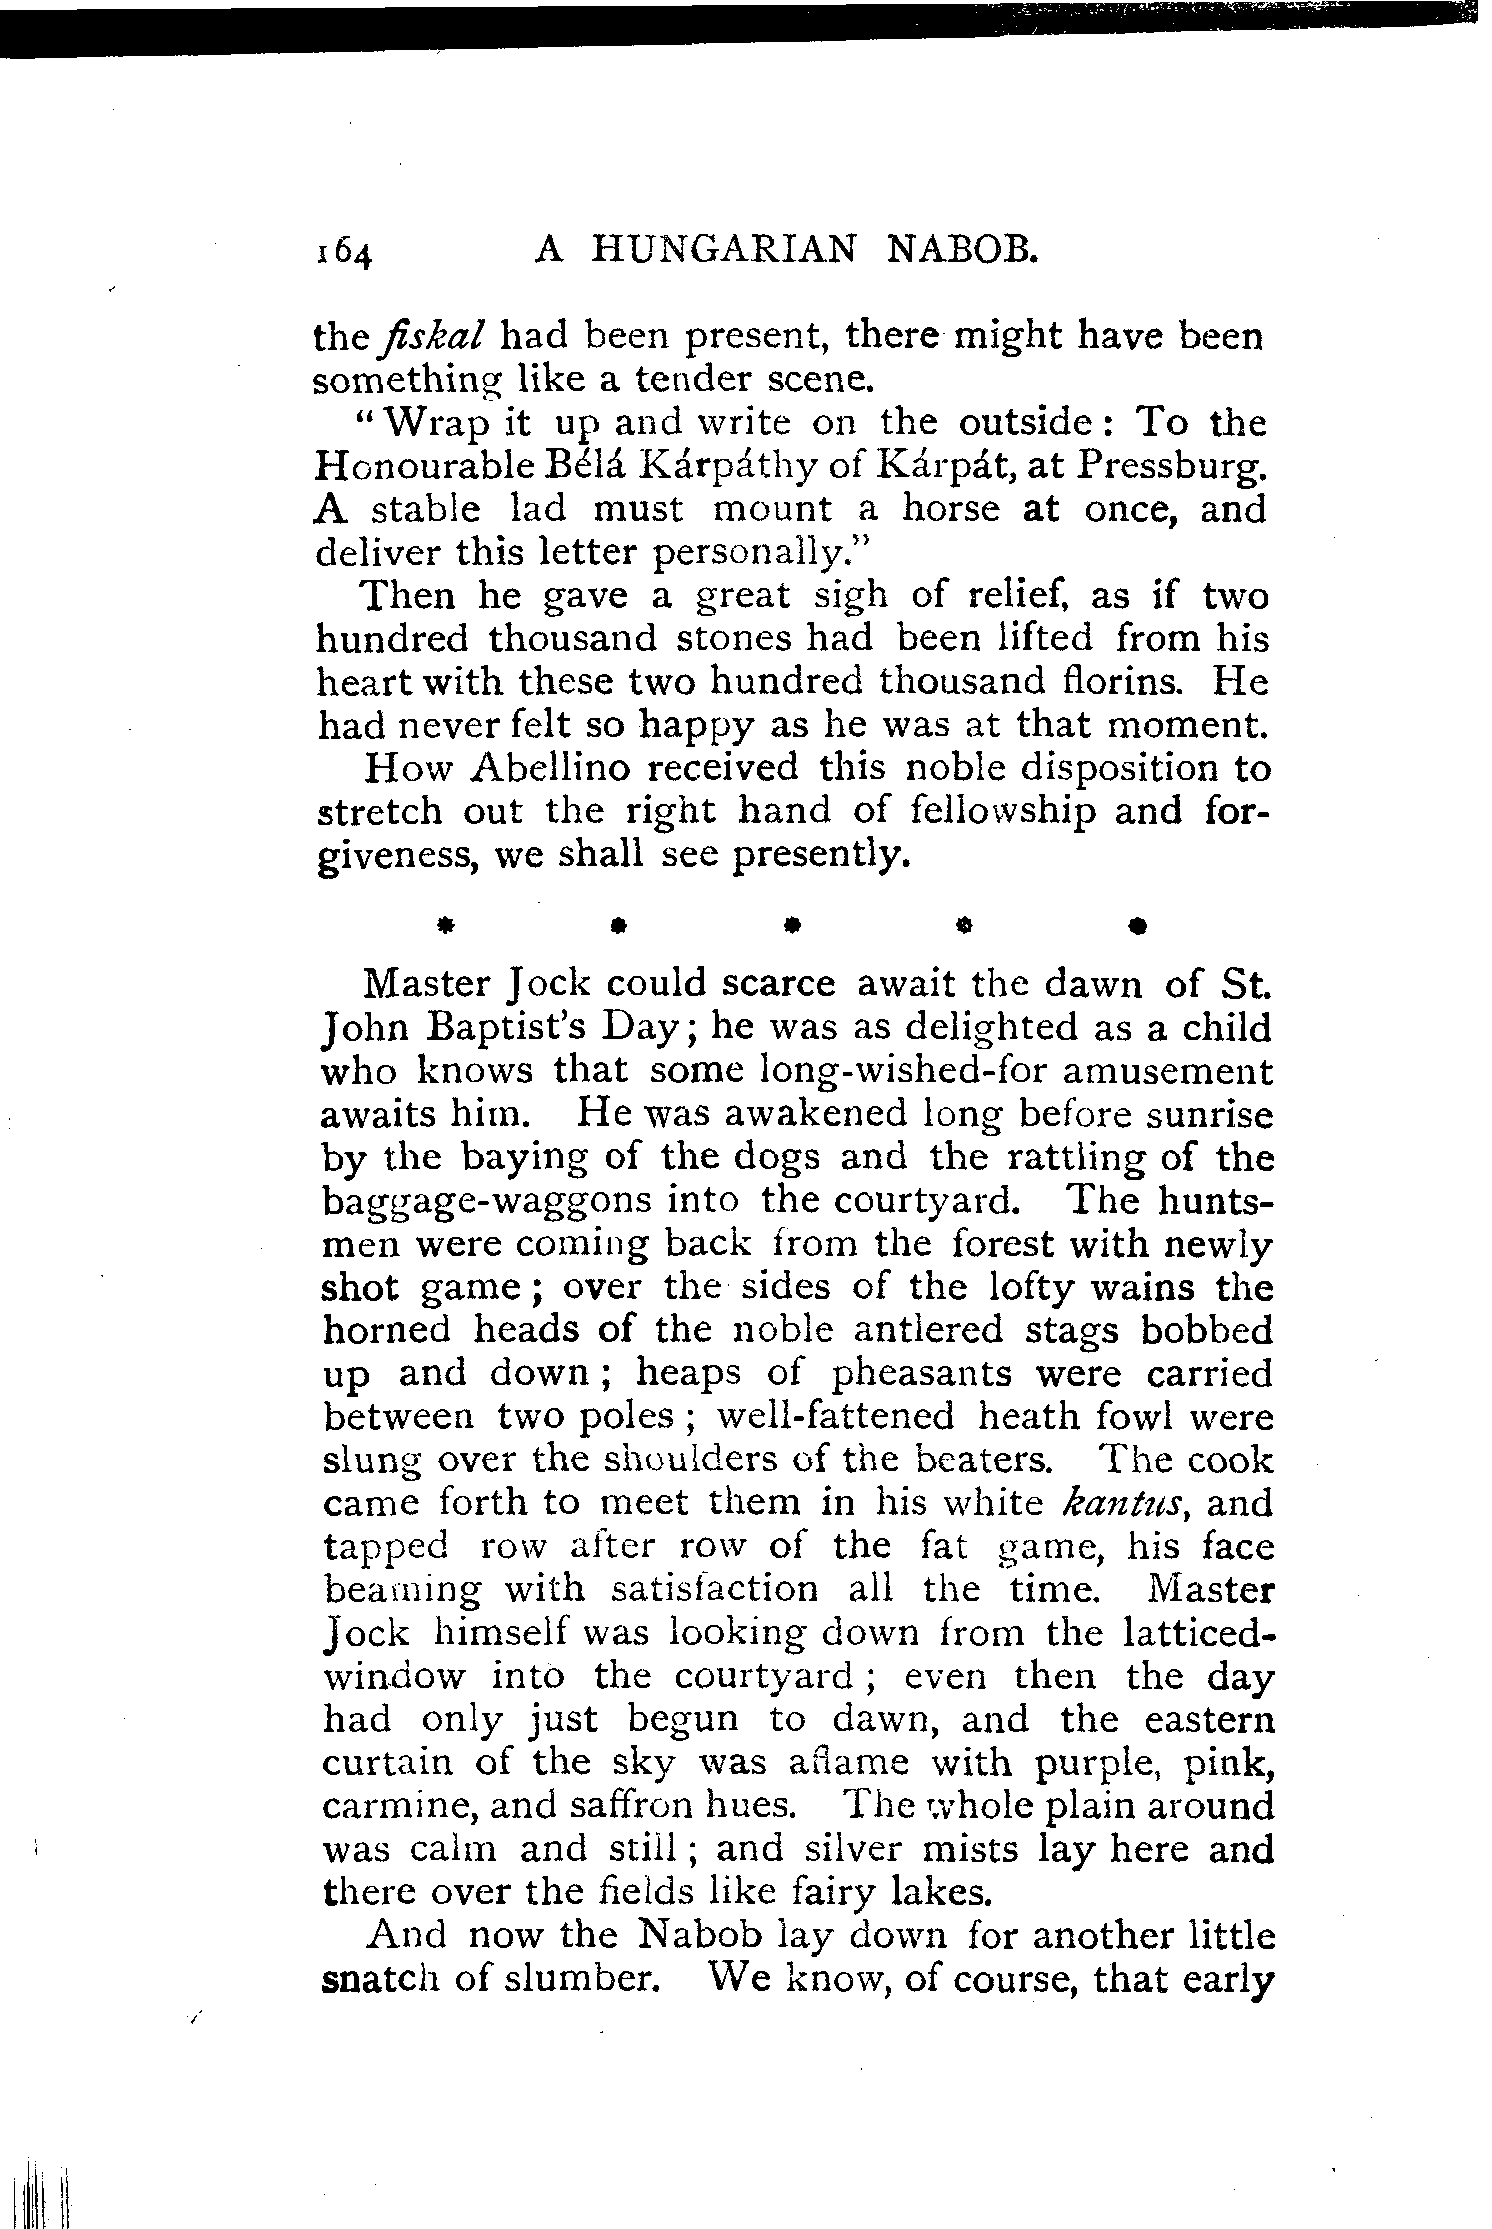 164 A HUNGARIAN NABOB.
the fiskal had been present, there might have been
something like a tender scene.
“Wrap it up and write on the outside: To the
Honourable Bélá Kárpáthy of Kárpát, at Pressburg.
A stable lad must mount a horse at once, and
deliver this letter personally.”
Then he gave a great sigh of relief, as if two
hundred thousand stones had been lifted from his
heart with these two hundred thousand florins. He
had never felt so happy as he was at that moment.
How Abellino received this noble disposition to
stretch out the right hand of fellowship and for-
giveness, we shall see presently.
* * * * *
Master Jock could scarce await the dawn of St.
John Baptist’s Day; he was as delighted as a child
who knows that some long-wished-for amusement
awaits him. He was awakened long before sunrise
by the baying of the dogs and the rattling of the
baggage-waggons into the courtyard. The hunts-
men were coming back from the forest with newly
shot game; over the sides of the lofty wains the
horned heads of the noble antlered stags bobbed
up and down; heaps of pheasants were carried
between two poles; well-fattened heath fowl were
slung over the shoulders of the beaters. The cook
came forth to meet them in his white kantus, and
tapped row after row of the fat game, his face
beaming with satisfaction all the time. Master
Jock himself was looking down from the latticed-
window into the courtyard; even then the day
had only just begun to dawn, and the eastern
curtain of the sky was aflame with purple, pink,
carmine, and saffron hues. The whole plain around
was calm and still; and silver mists lay here and
there over the fields like fairy lakes.
And now the Nabob lay down for another little
snatch of slumber. We know, of course, that early